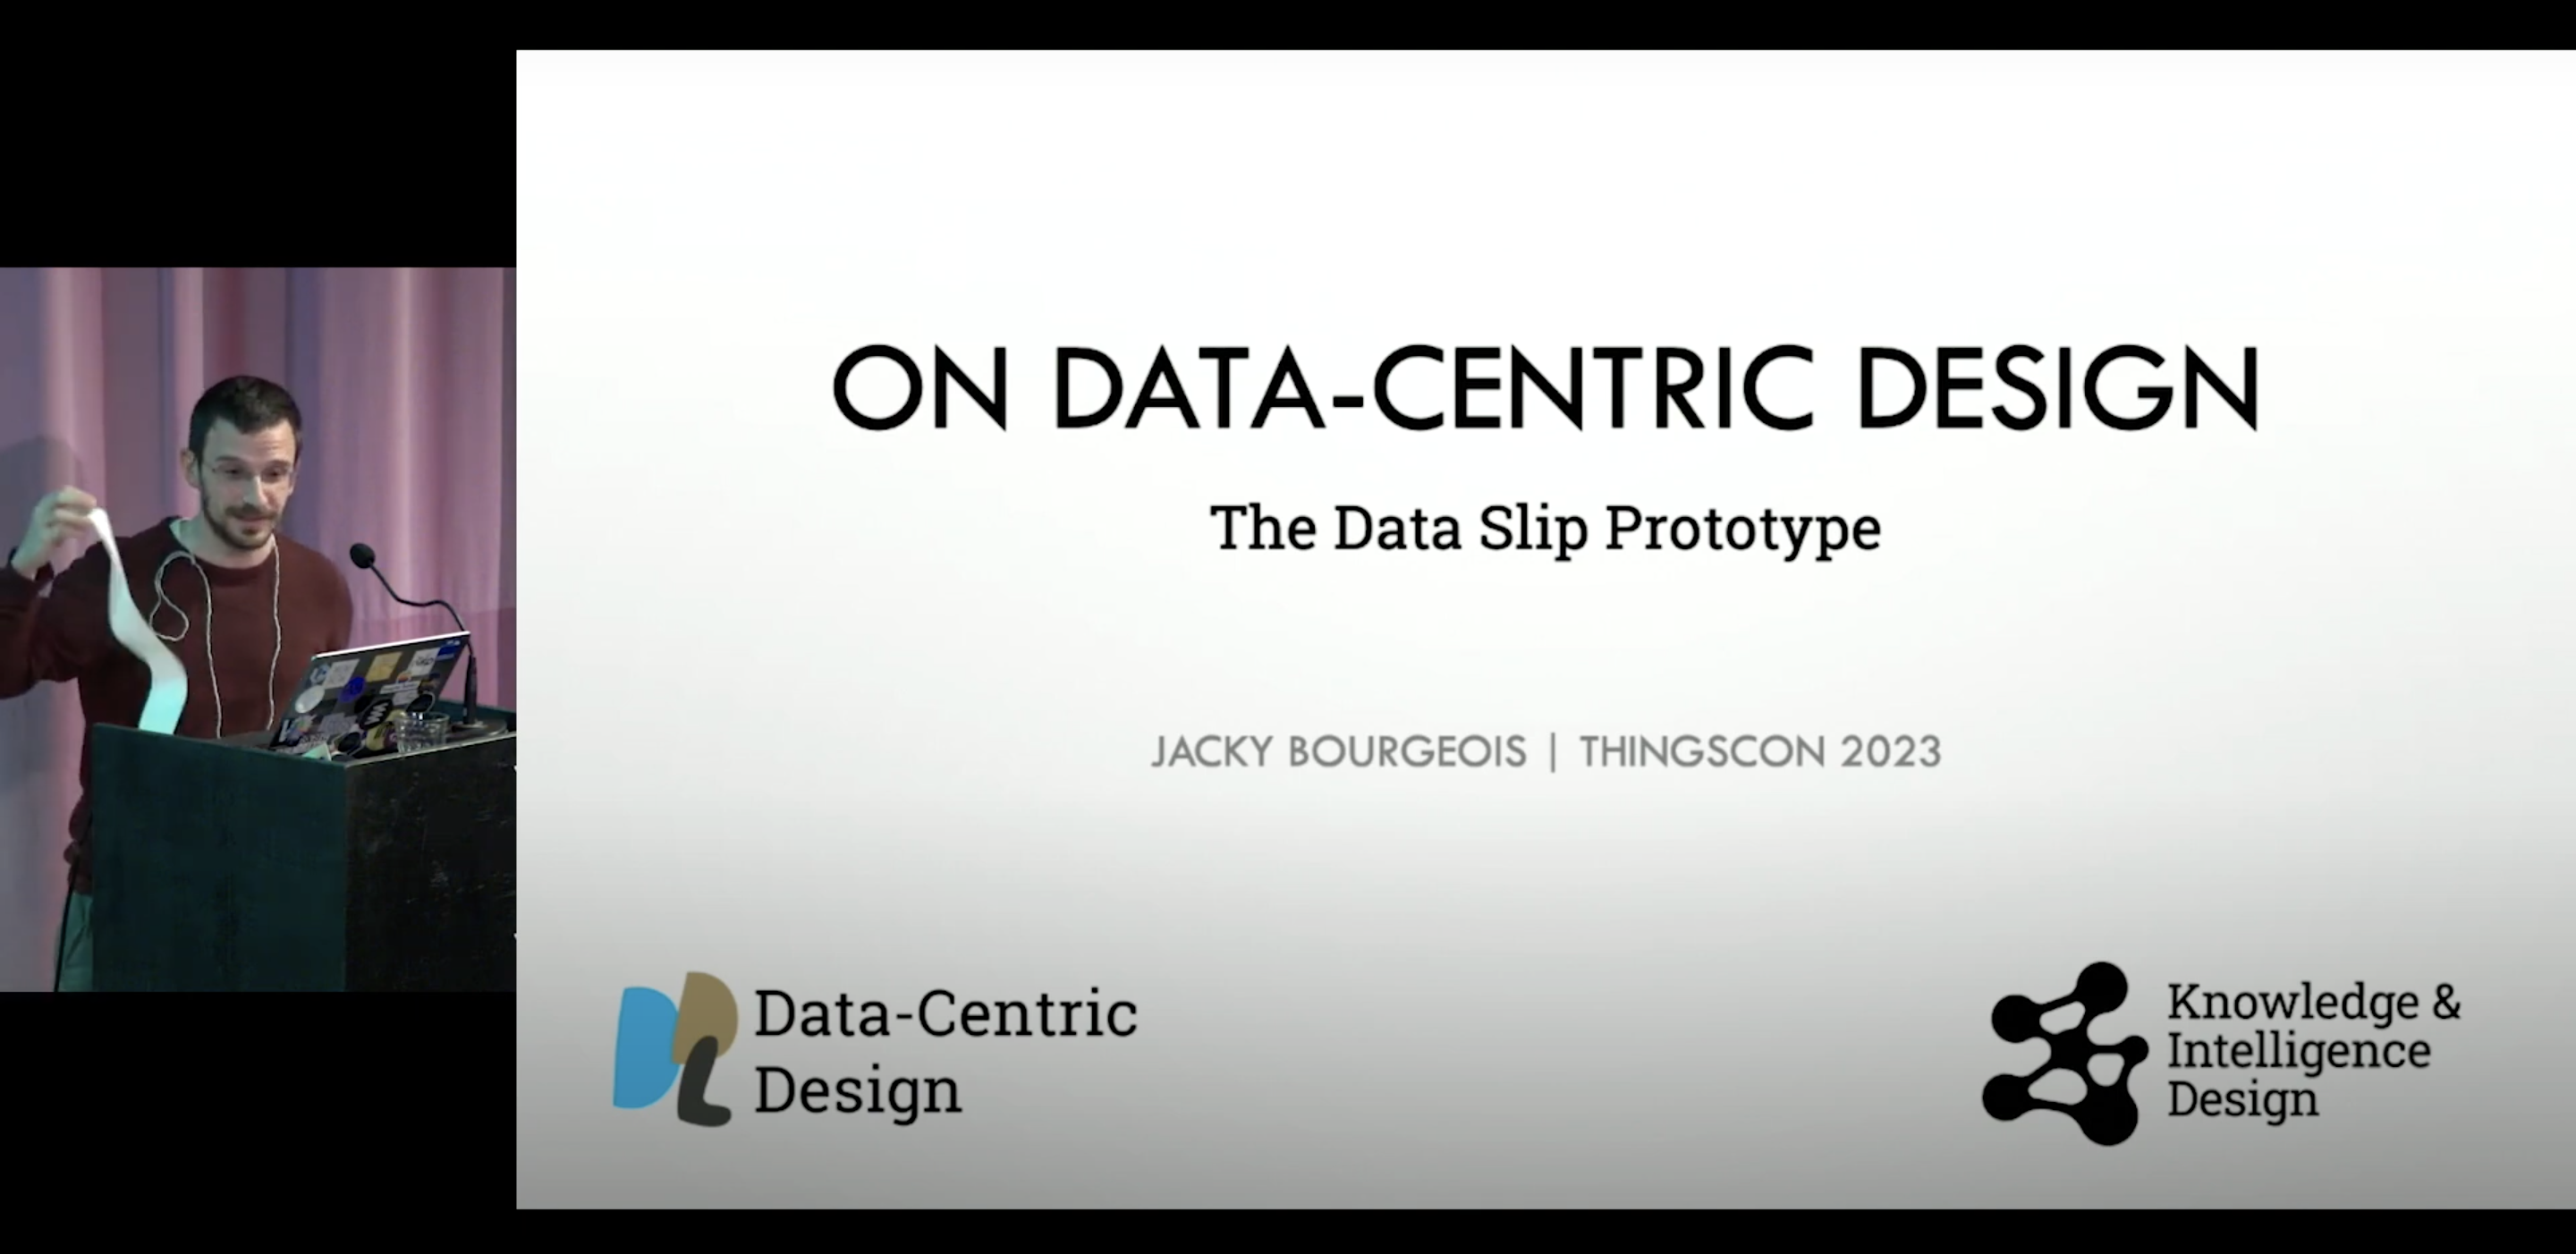 ON DATA-CENTRIC DESIGN
The Data Slip Prototype
JACKY BOURGEOIS | THINGSCON 2023
Data-Centric
Design
Knowledge &
Intelligence
Design